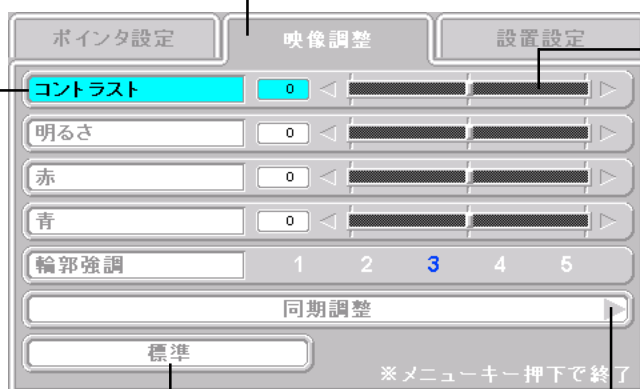 ポインタ設定 映像調整 設置設定
コントラスト 0
明るさ 0
赤 0
青 0
輪郭強調 1 2 3 4 5
同期調整
標準
※メニューキー押下で終了